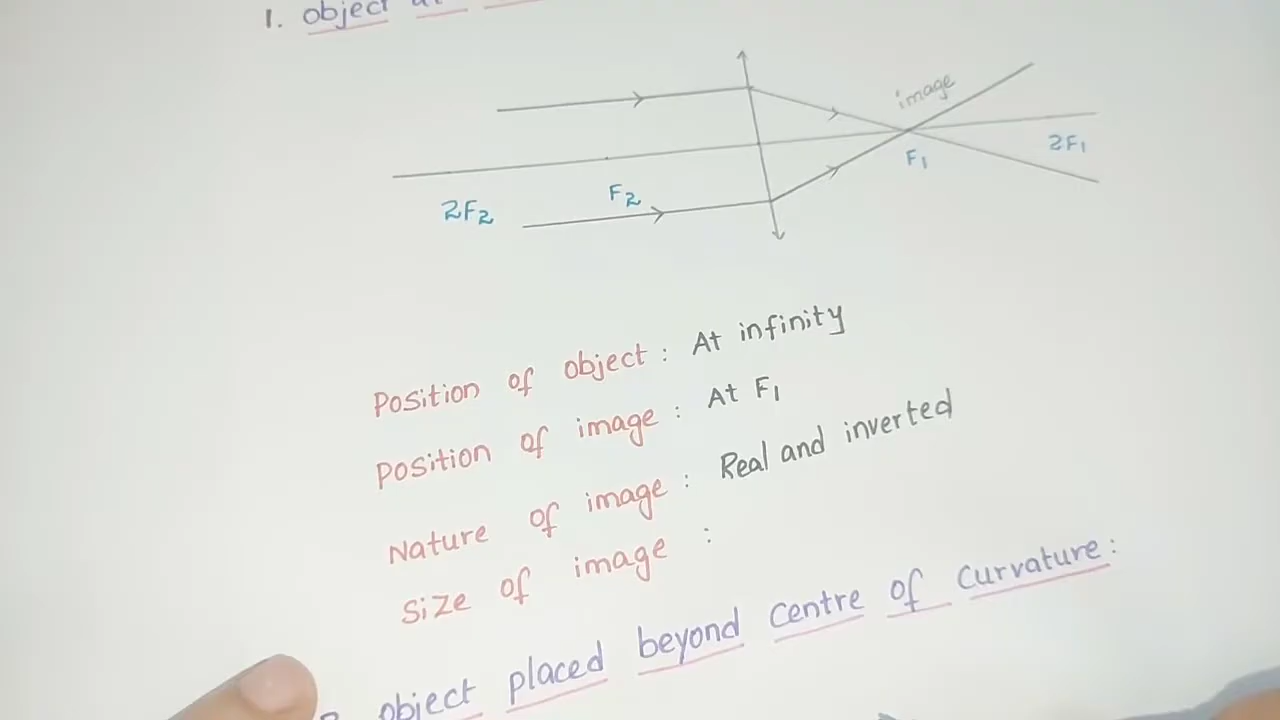 1. object
image
F1
2F1
F2
2F2
Position of object : At infinity
Position of image : At F1
Nature of image : Real and inverted
Size of image :
object placed beyond centre of curvature :